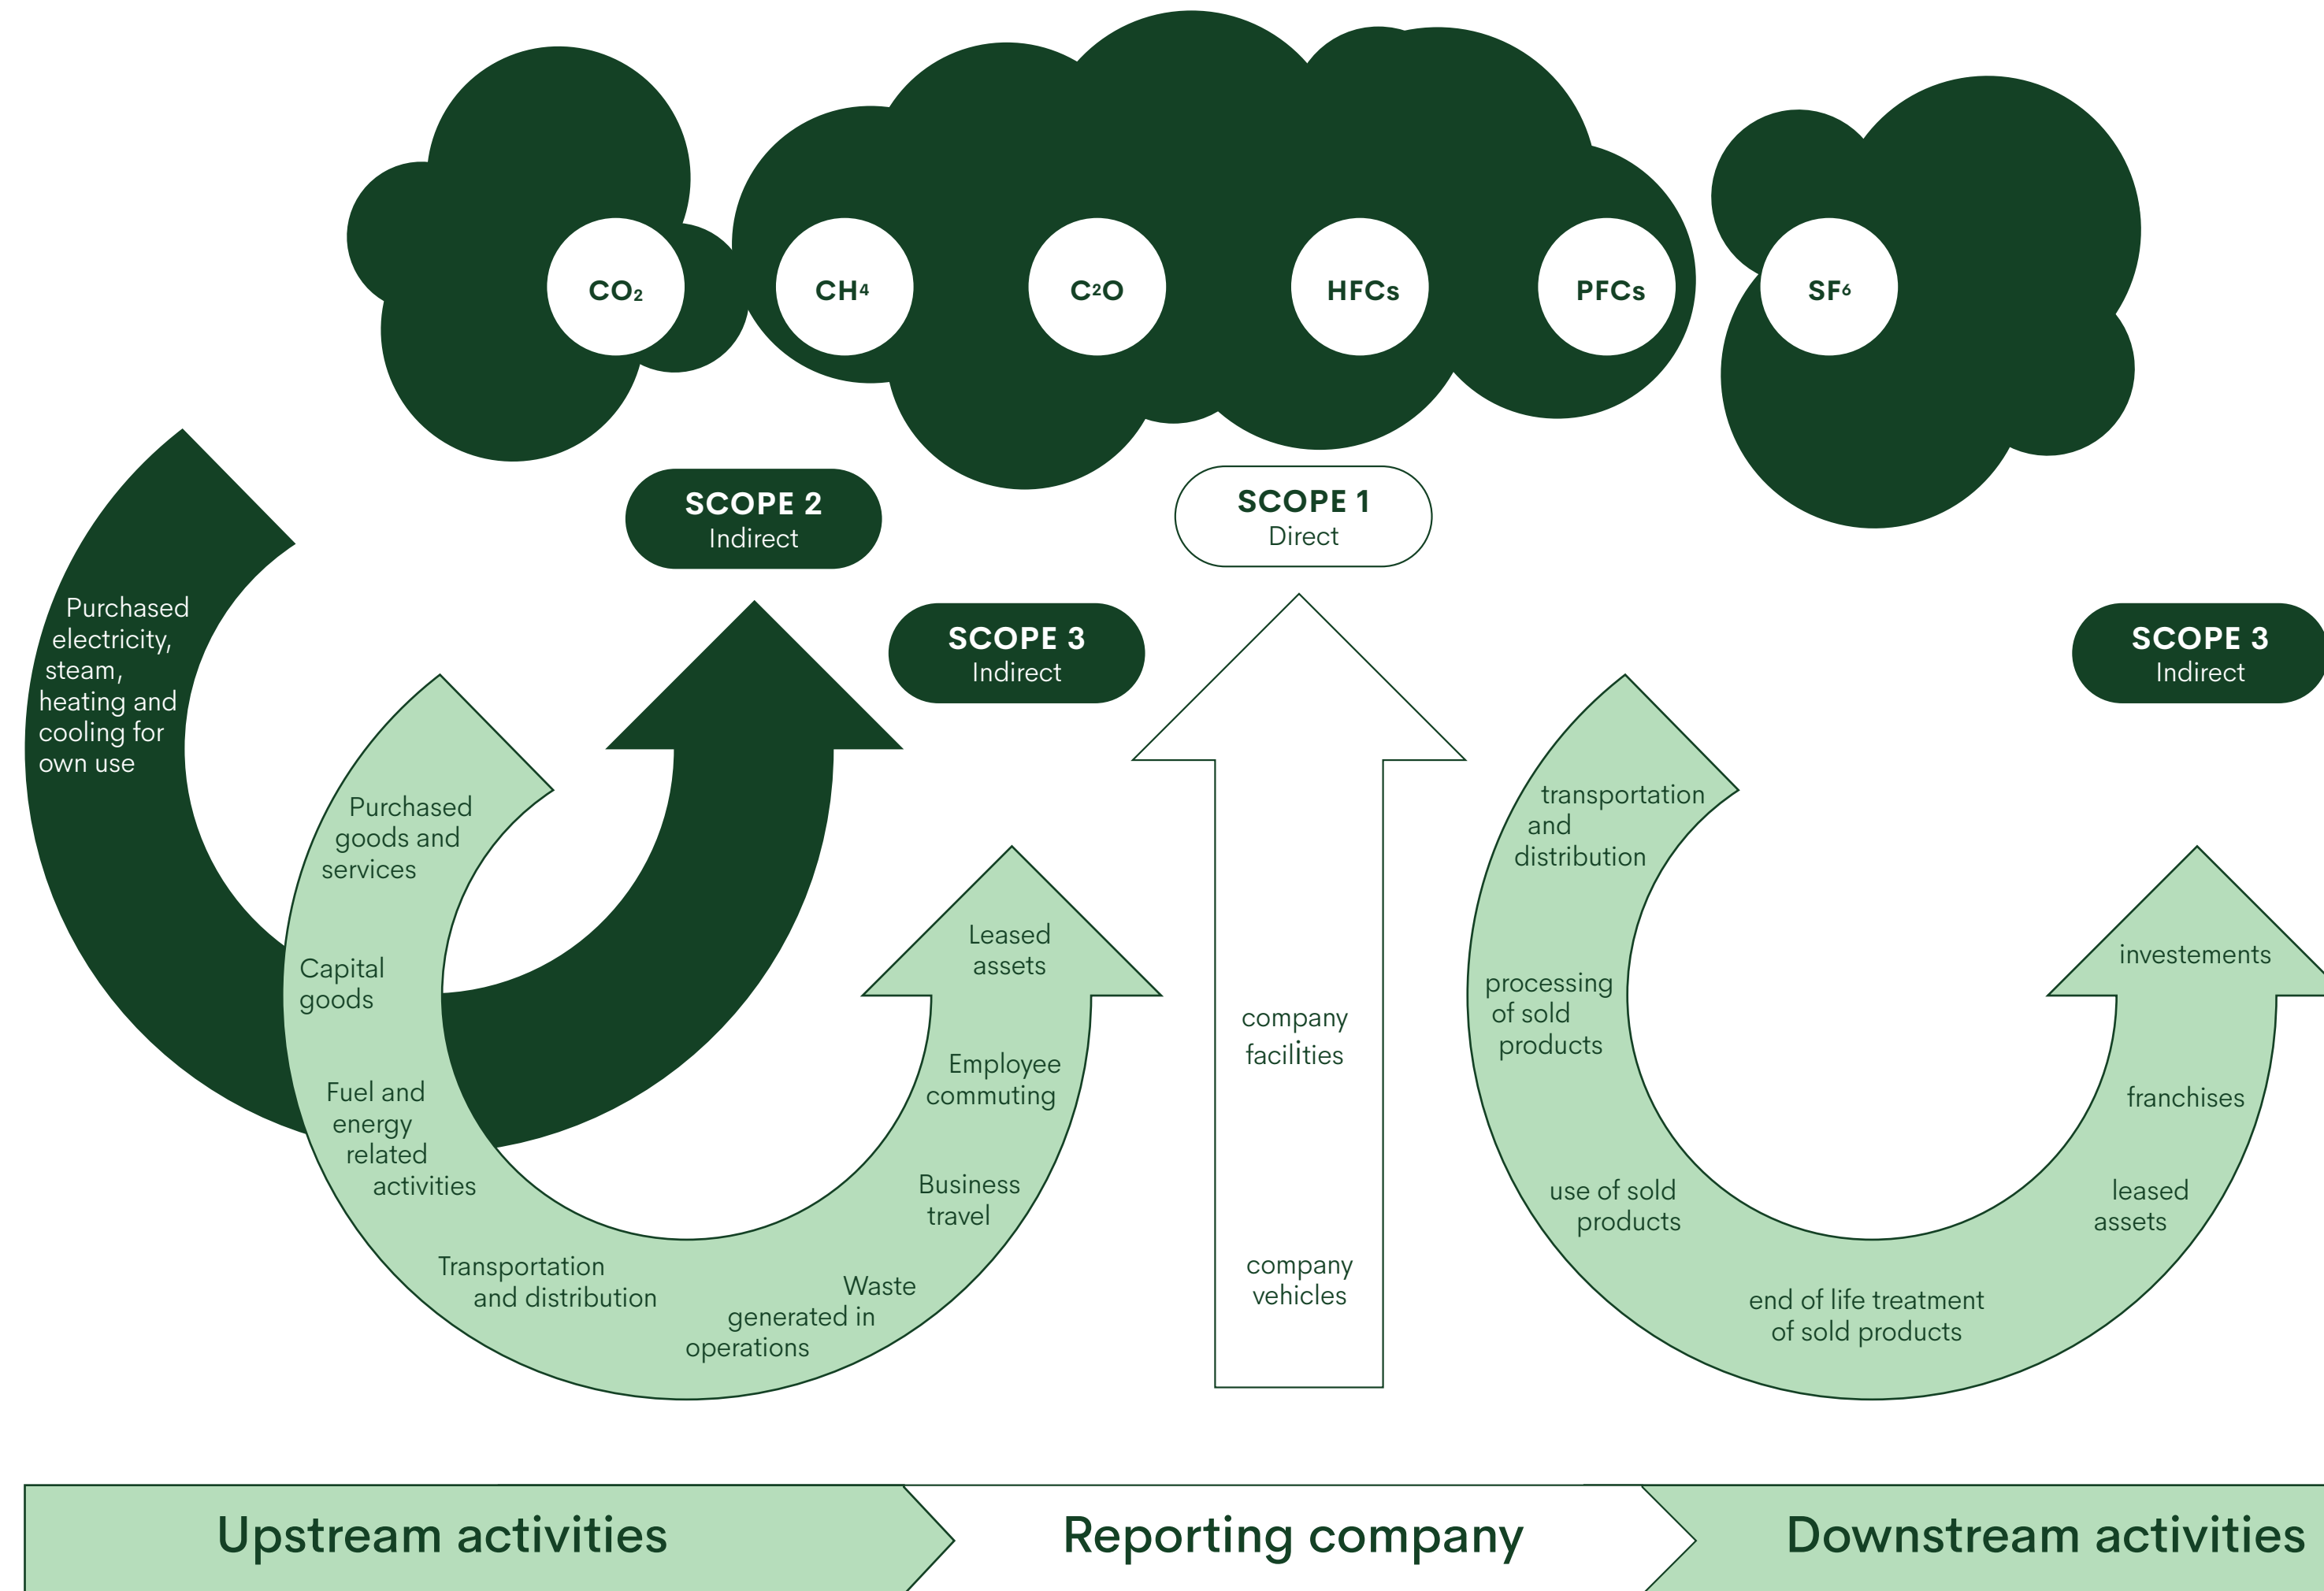 CO₂
CH⁴
C²O
HFCs
PFCs
SF⁶
SCOPE 2
Indirect
SCOPE 1
Direct
SCOPE 3
Indirect
SCOPE 3
Indirect
Purchased
electricity,
steam,
heating and
cooling for
own use
Purchased
goods and
services
Capital
goods
Fuel and
energy
related
activities
Transportation
and distribution
Waste
generated in
operations
Business
travel
Employee
commuting
Leased
assets
company
facilities
company
vehicles
transportation
and
distribution
processing
of sold
products
use of sold
products
end of life treatment
of sold products
leased
assets
franchises
investements
Upstream activities
Reporting company
Downstream activities